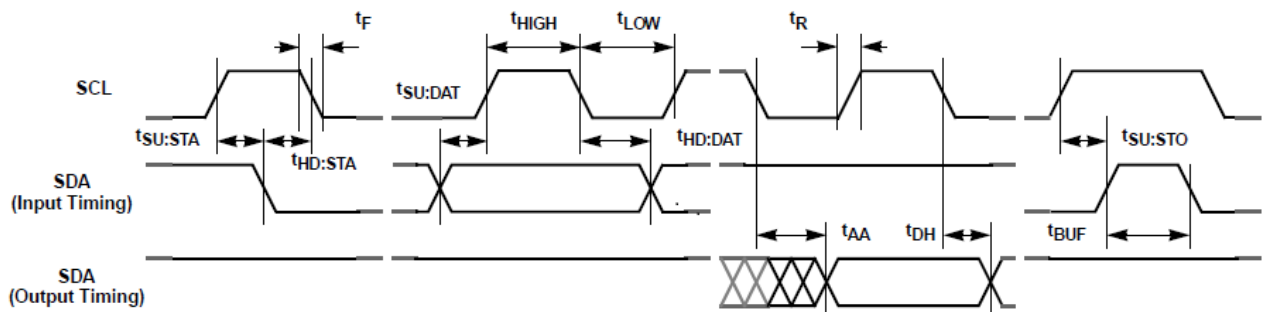 tF
tHIGH
tLOW
tR
SCL
tSU:DAT
tSU:STA
tHD:STA
tHD:DAT
tSU:STO
SDA
(Input Timing)
tAA
tDH
tBUF
SDA
(Output Timing)